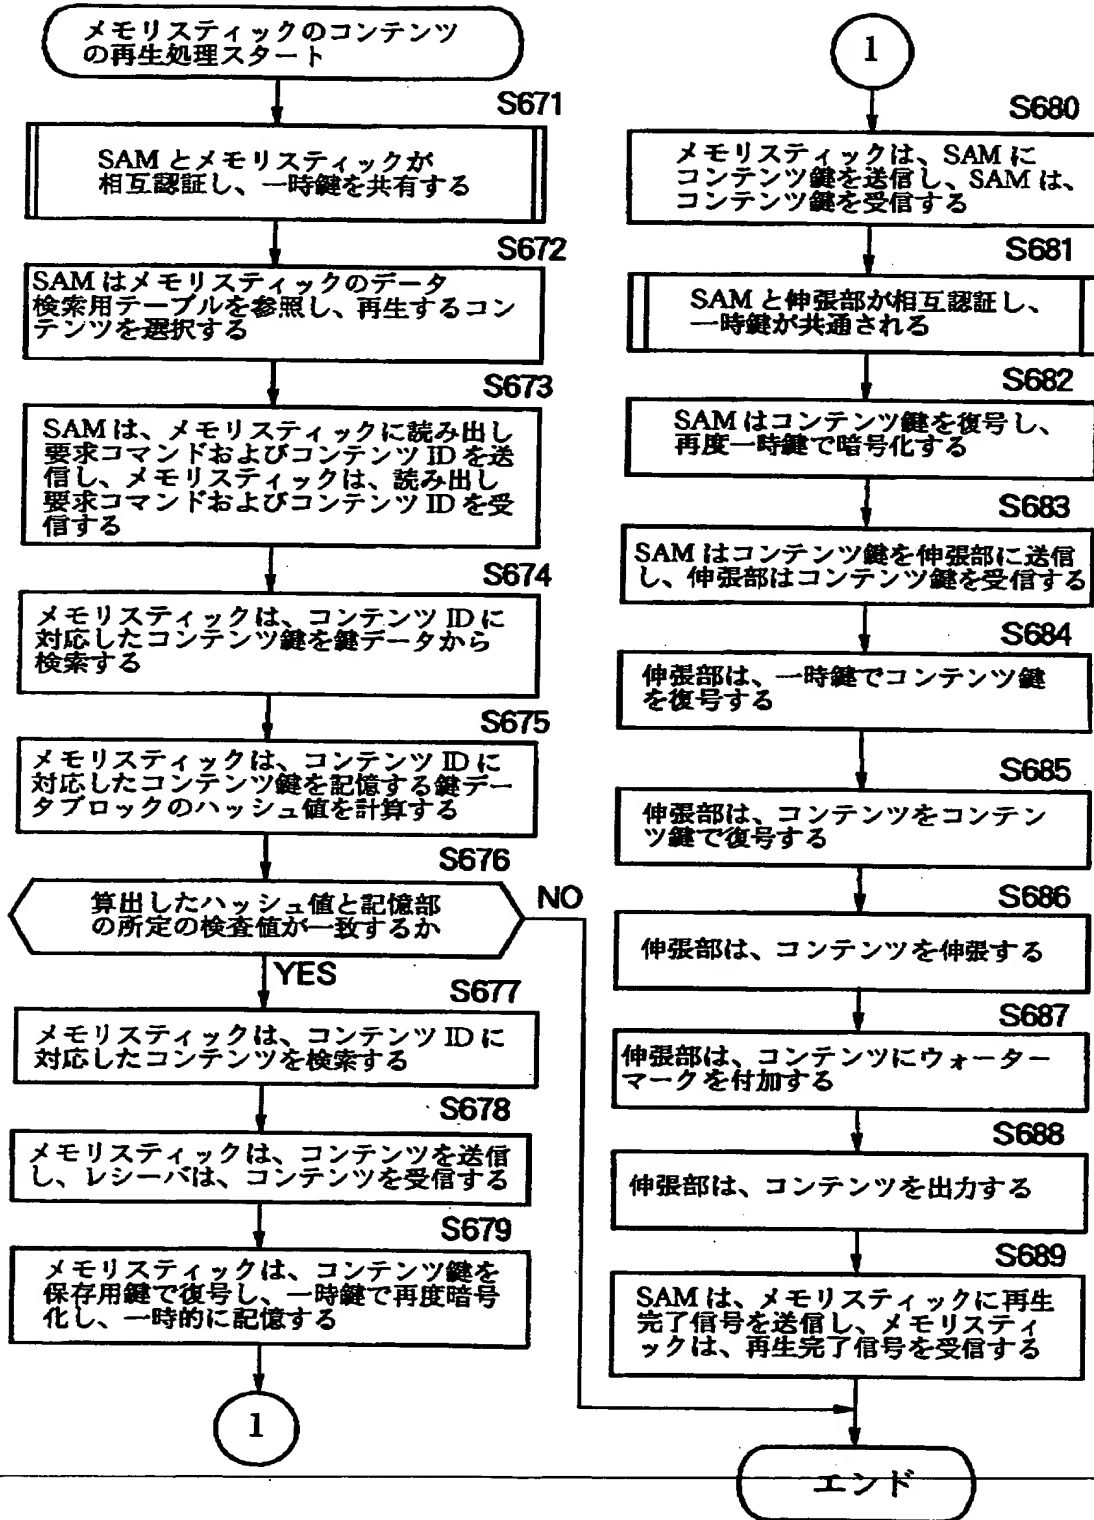 メモリスティックのコンテンツ
の再生処理スタート
S671
SAM とメモリスティックが
相互認証し、一時鍵を共有する
S672
SAM はメモリスティックのデータ
検索用テーブルを参照し、再生するコン
テンツを選択する
S673
SAM は、メモリスティックに読み出し
要求コマンドおよびコンテンツ ID を送
信し、メモリスティックは、読み出し
要求コマンドおよびコンテンツ ID を受
信する
S674
メモリスティックは、コンテンツ ID に
対応したコンテンツ鍵を鍵データから
検索する
S675
メモリスティックは、コンテンツ ID に
対応したコンテンツ鍵を記憶する鍵デー
タブロックのハッシュ値を計算する
S676
算出したハッシュ値と記憶部
の所定の検査値が一致するか
NO
YES
S677
メモリスティックは、コンテンツ ID に
対応したコンテンツを検索する
S678
メモリスティックは、コンテンツを送信
し、レシーバは、コンテンツを受信する
S679
メモリスティックは、コンテンツ鍵を
保存用鍵で復号し、一時鍵で再度暗号
化し、一時的に記憶する
1
1
S680
メモリスティックは、SAM に
コンテンツ鍵を送信し、SAM は、
コンテンツ鍵を受信する
S681
SAM と伸張部が相互認証し、
一時鍵が共通される
S682
SAM はコンテンツ鍵を復号し、
再度一時鍵で暗号化する
S683
SAM はコンテンツ鍵を伸張部に送信
し、伸張部はコンテンツ鍵を受信する
S684
伸張部は、一時鍵でコンテンツ鍵
を復号する
S685
伸張部は、コンテンツをコンテン
ツ鍵で復号する
S686
伸張部は、コンテンツを伸張する
S687
伸張部は、コンテンツにウォーター
マークを付加する
S688
伸張部は、コンテンツを出力する
S689
SAM は、メモリスティックに再生
完了信号を送信し、メモリスティ
ックは、再生完了信号を受信する
エンド